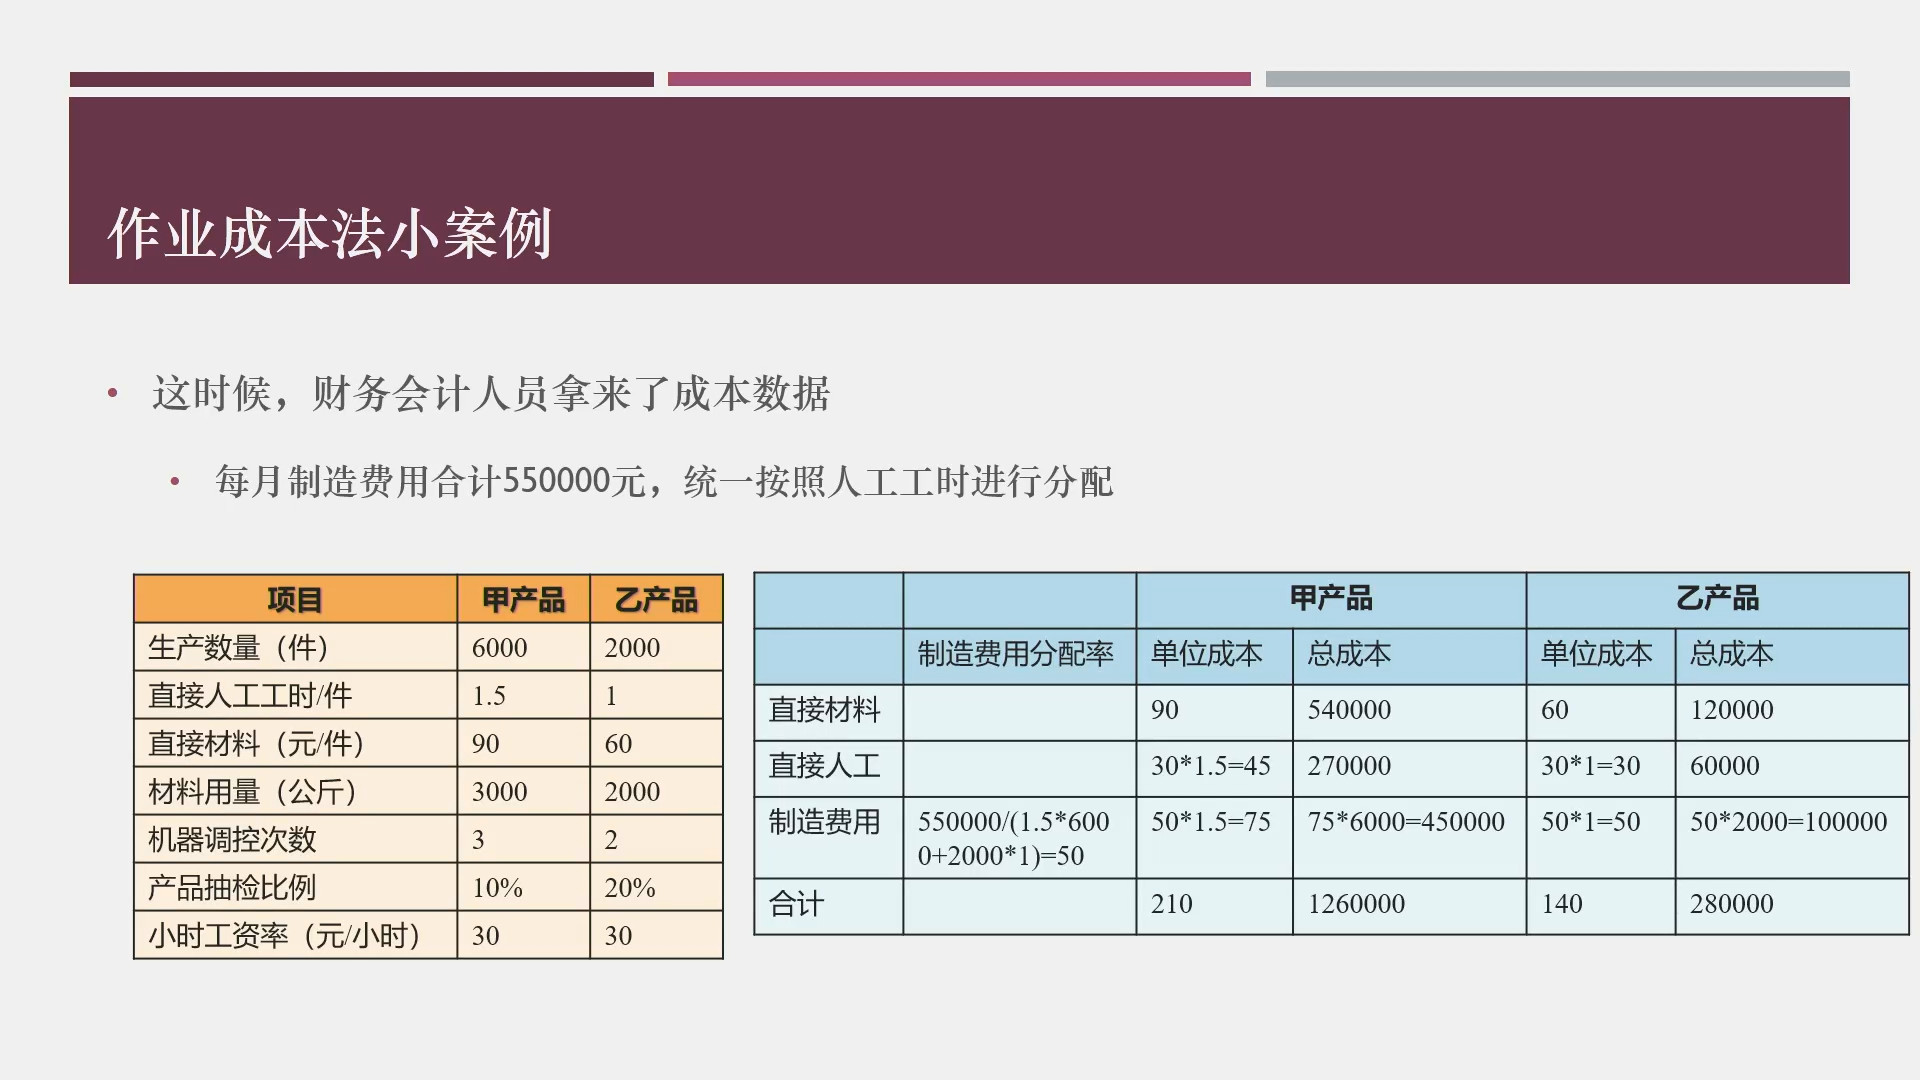 作业成本法小案例
• 这时候，财务会计人员拿来了成本数据
• 每月制造费用合计550000元，统一按照人工工时进行分配
项目 甲产品 乙产品
生产数量（件） 6000 2000
直接人工工时/件 1.5 1
直接材料（元/件） 90 60
材料用量（公斤） 3000 2000
机器调控次数 3 2
产品抽检比例 10% 20%
小时工资率（元/小时） 30 30
甲产品 乙产品
制造费用分配率 单位成本 总成本 单位成本 总成本
直接材料 90 540000 60 120000
直接人工 30*1.5=45 270000 30*1=30 60000
制造费用 550000/(1.5*600 50*1.5=75 75*6000=450000 50*1=50 50*2000=100000
0+2000*1)=50
合计 210 1260000 140 280000